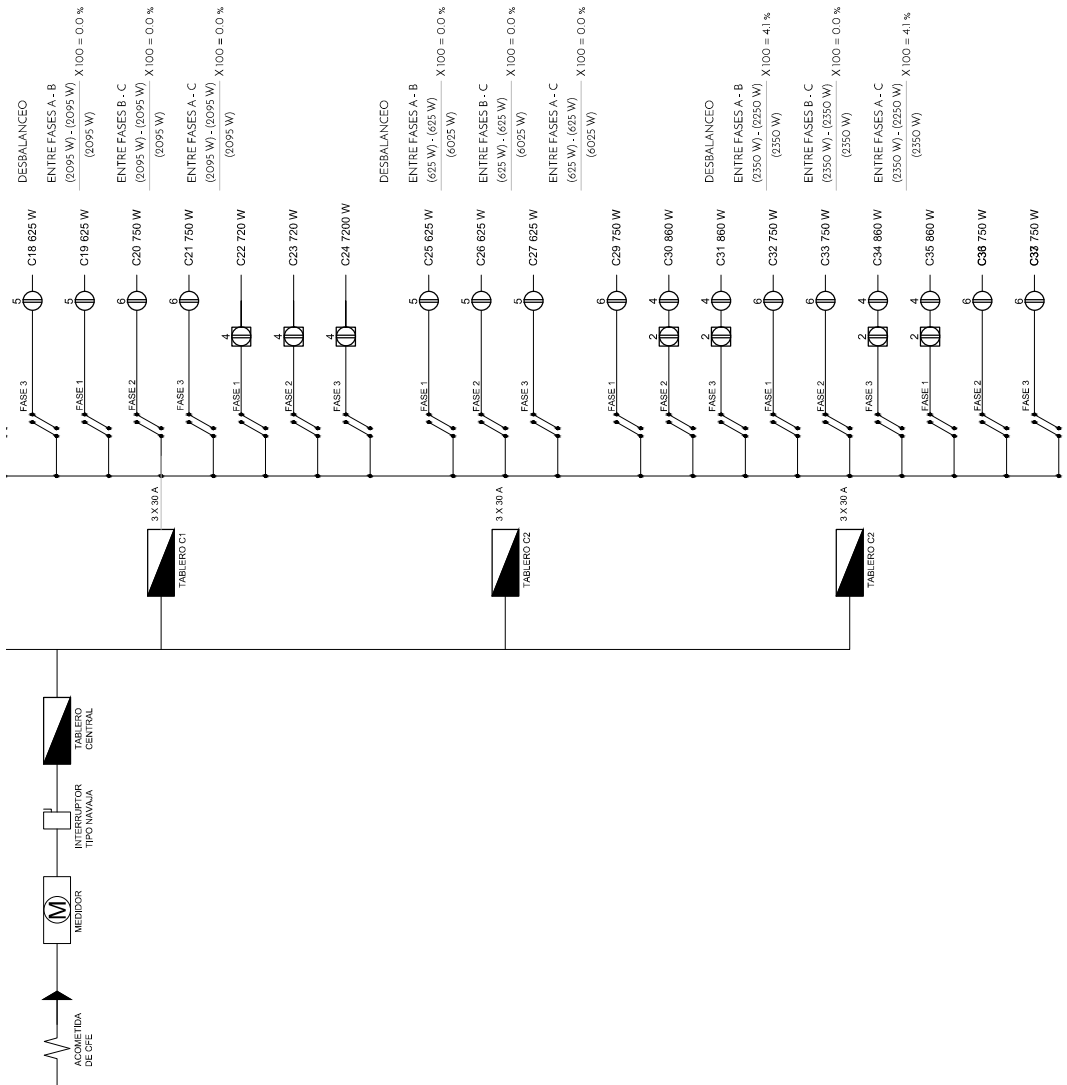 ACOMETIDA
DE CFE
MEDIDOR
M
INTERRUPTOR
TIPO NAVAJA
TABLERO
CENTRAL
TABLERO C1
3 X 30 A
FASE 3 5 C18 625 W
FASE 1 5 C19 625 W
FASE 2 6 C20 750 W
FASE 3 6 C21 750 W
FASE 1 4 C22 720 W
FASE 2 4 C23 720 W
FASE 3 4 C24 7200 W
DESBALANCEO
ENTRE FASES A - B
(2095 W) - (2095 W) X 100 = 0.0 %
(2095 W)
ENTRE FASES B - C
(2095 W) - (2095 W) X 100 = 0.0 %
(2095 W)
ENTRE FASES A - C
(2095 W) - (2095 W) X 100 = 0.0 %
(2095 W)
TABLERO C2
3 X 30 A
FASE 1 5 C25 625 W
FASE 2 5 C26 625 W
FASE 3 5 C27 625 W
DESBALANCEO
ENTRE FASES A - B
(625 W) - (625 W) X 100 = 0.0 %
(6025 W)
ENTRE FASES B - C
(625 W) - (625 W) X 100 = 0.0 %
(6025 W)
ENTRE FASES A - C
(625 W) - (625 W) X 100 = 0.0 %
(6025 W)
TABLERO C2
3 X 30 A
FASE 1 6 C29 750 W
FASE 2 2 4 C30 860 W
FASE 3 2 4 C31 860 W
FASE 1 6 C32 750 W
FASE 2 6 C33 750 W
FASE 3 2 4 C34 860 W
FASE 1 2 4 C35 860 W
FASE 2 6 750 W
FASE 3 6 750 W
DESBALANCEO
ENTRE FASES A - B
(2350 W) - (2250 W) X 100 = 4.1 %
(2350 W)
ENTRE FASES B - C
(2350 W) - (2350 W) X 100 = 0.0 %
(2350 W)
ENTRE FASES A - C
(2350 W) - (2250 W) X 100 = 4.1 %
(2350 W)